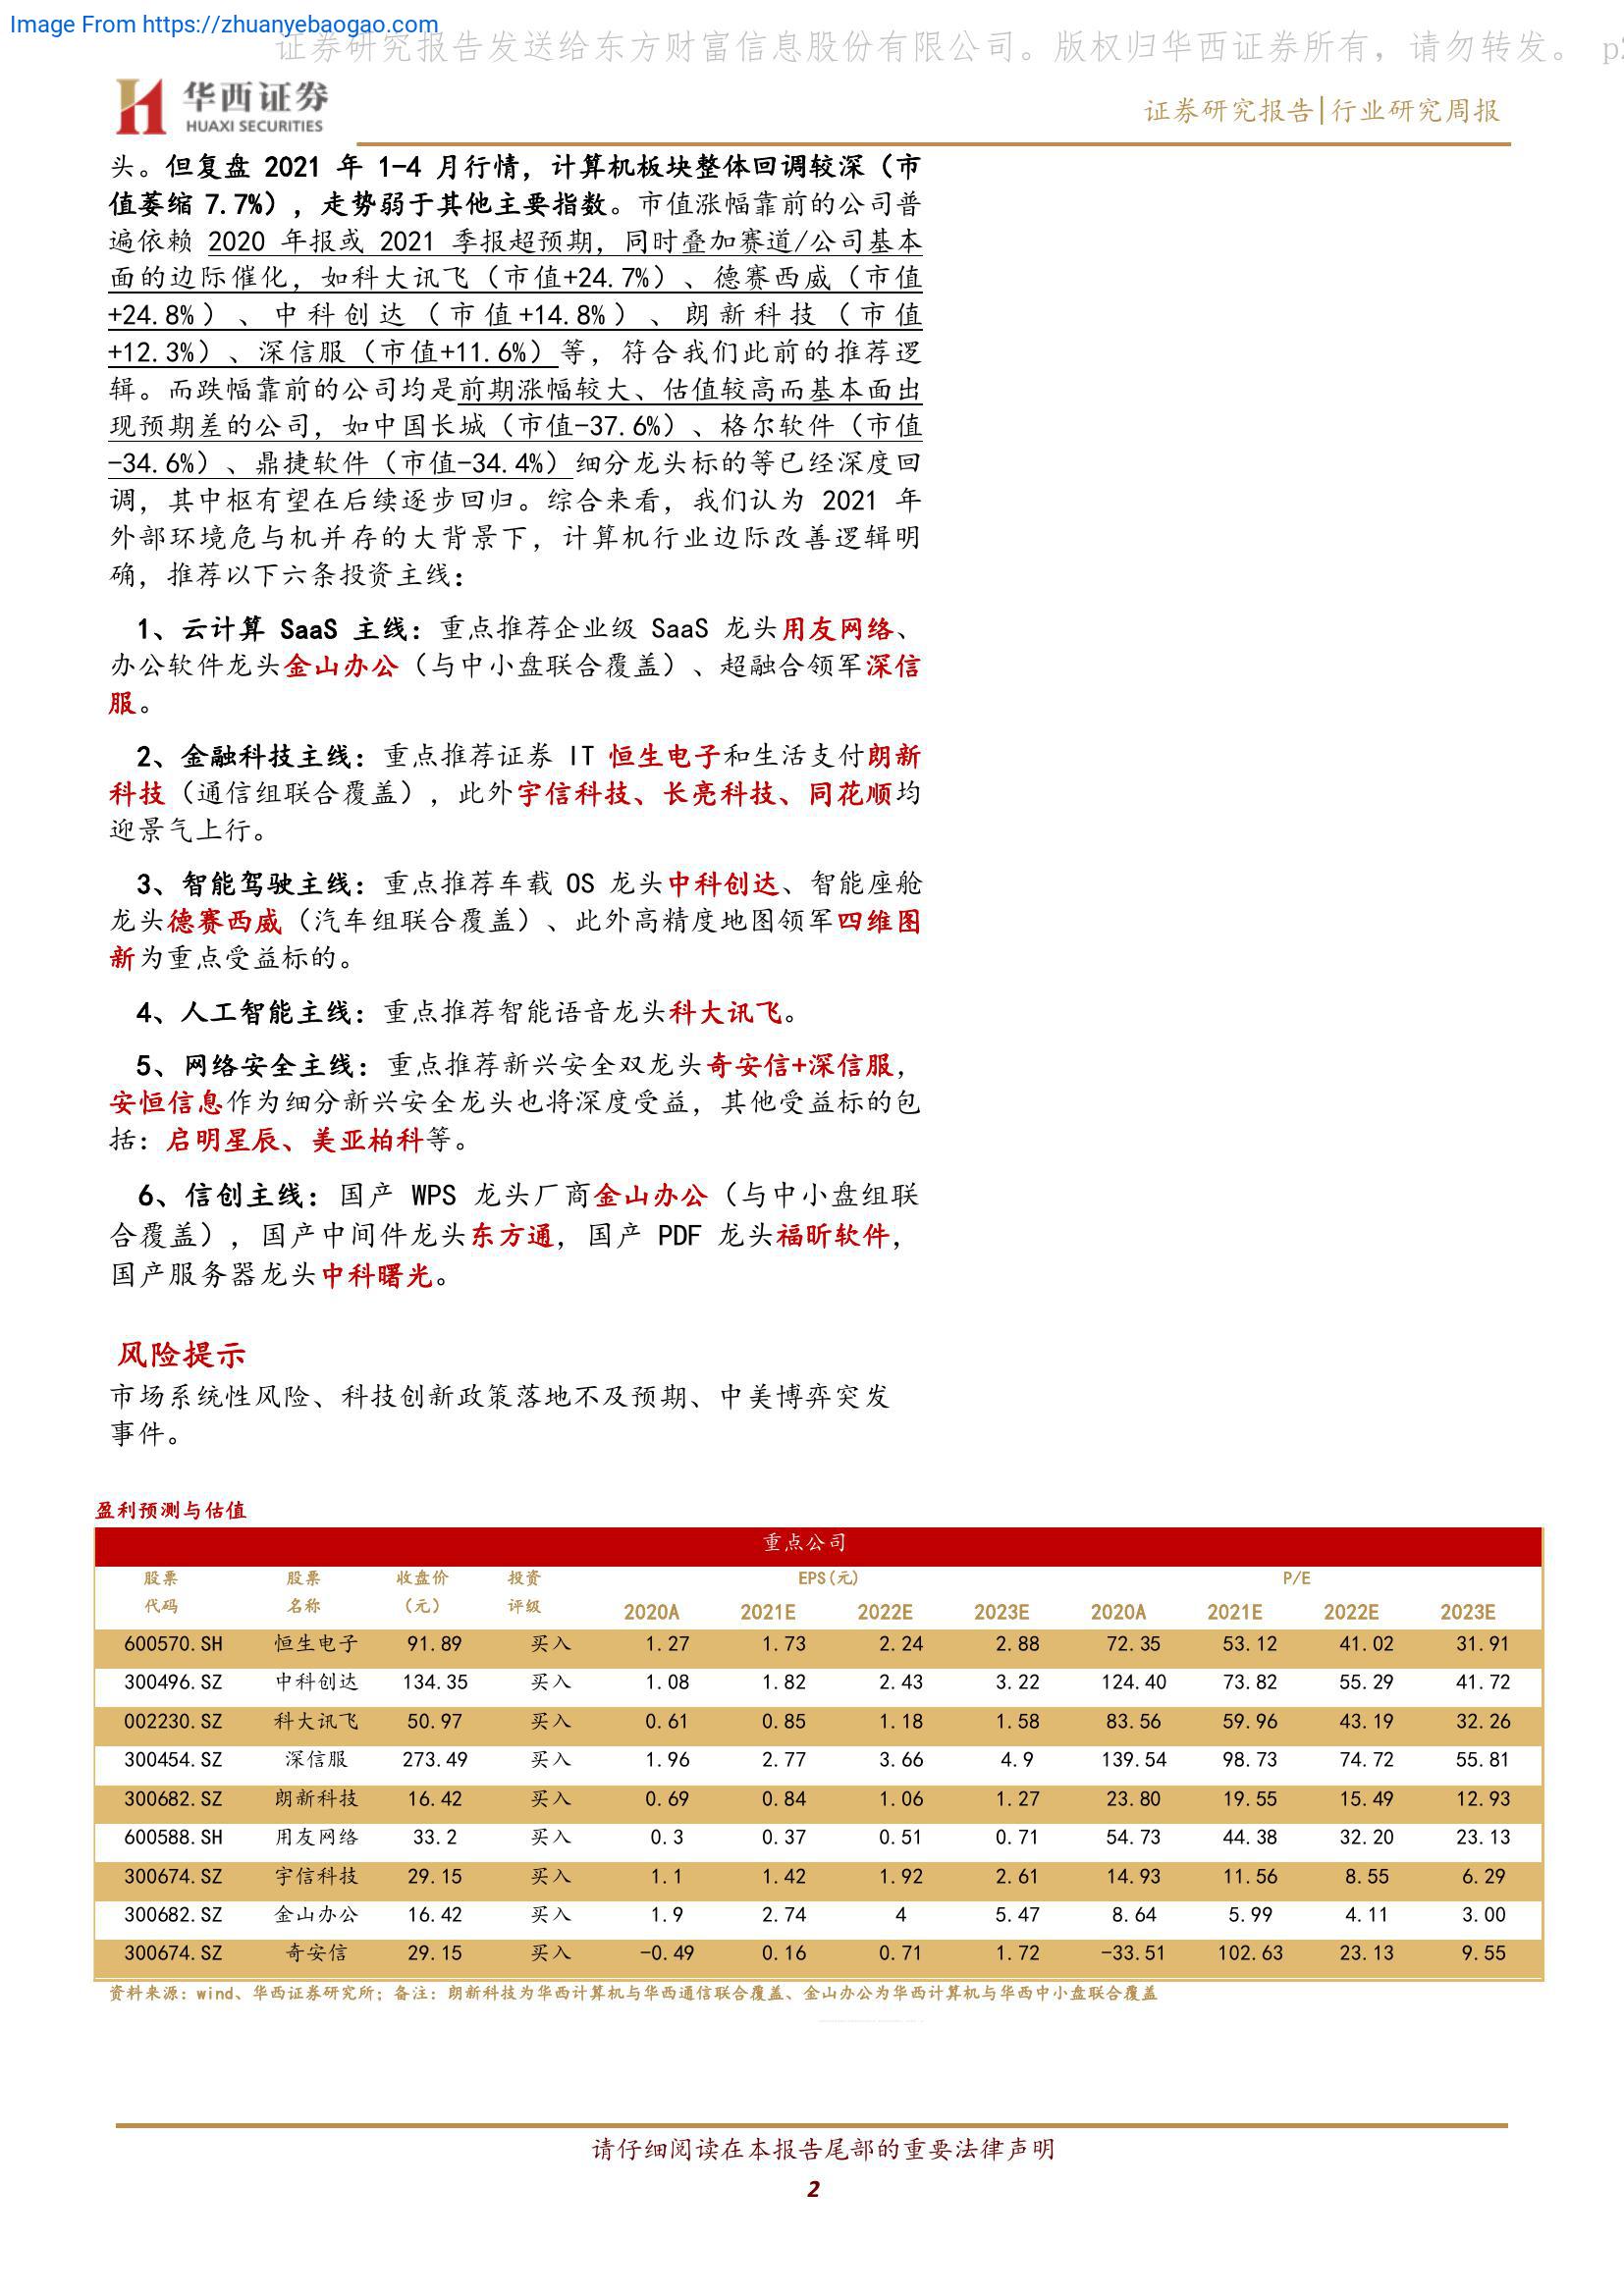 Image From https://zhuanyebaogao.com
证券研究报告发送给东方财富信息股份有限公司。版权归华西证券所有，请勿转发。 p
华西证券
HUAXI SECURITIES
证券研究报告|行业研究周报
头。但复盘 2021 年 1-4 月行情，计算机板块整体回调较深（市
值萎缩 7.7%），走势弱于其他主要指数。市值涨幅靠前的公司普
遍依赖 2020 年报或 2021 季报超预期，同时叠加赛道/公司基本
面的边际催化，如科大讯飞（市值+24.7%）、德赛西威（市值
+24.8%）、中科创达（市值+14.8%）、朗新科技（市值
+12.3%）、深信服（市值+11.6%）等，符合我们此前的推荐逻
辑。而跌幅靠前的公司均是前期涨幅较大、估值较高而基本面出
现预期差的公司，如中国长城（市值-37.6%）、格尔软件（市值
-34.6%）、鼎捷软件（市值-34.4%）细分龙头标的等已经深度回
调，其中枢有望在后续逐步回归。综合来看，我们认为 2021 年
外部环境危与机并存的大背景下，计算机行业边际改善逻辑明
确，推荐以下六条投资主线：
1、云计算 SaaS 主线：重点推荐企业级 SaaS 龙头用友网络、
办公软件龙头金山办公（与中小盘联合覆盖）、超融合领军深信
服。
2、金融科技主线：重点推荐证券 IT 恒生电子和生活支付朗新
科技（通信组联合覆盖），此外宇信科技、长亮科技、同花顺均
迎景气上行。
3、智能驾驶主线：重点推荐车载 OS 龙头中科创达、智能座舱
龙头德赛西威（汽车组联合覆盖）、此外高精度地图领军四维图
新为重点受益标的。
4、人工智能主线：重点推荐智能语音龙头科大讯飞。
5、网络安全主线：重点推荐新兴安全双龙头奇安信+深信服，
安恒信息作为细分新兴安全龙头也将深度受益，其他受益标的包
括：启明星辰、美亚柏科等。
6、信创主线：国产 WPS 龙头厂商金山办公（与中小盘组联
合覆盖），国产中间件龙头东方通，国产 PDF 龙头福昕软件，
国产服务器龙头中科曙光。
风险提示
市场系统性风险、科技创新政策落地不及预期、中美博弈突发
事件。
盈利预测与估值
重点公司
股票 股票 收盘价 投资 EPS(元) P/E
代码 名称 （元） 评级 2020A 2021E 2022E 2023E 2020A 2021E 2022E 2023E
600570.SH 恒生电子 91.89 买入 1.27 1.73 2.24 2.88 72.35 53.12 41.02 31.91
300496.SZ 中科创达 134.35 买入 1.08 1.82 2.43 3.22 124.40 73.82 55.29 41.72
002230.SZ 科大讯飞 50.97 买入 0.61 0.85 1.18 1.58 83.56 59.96 43.19 32.26
300454.SZ 深信服 273.49 买入 1.96 2.77 3.66 4.9 139.54 98.73 74.72 55.81
300682.SZ 朗新科技 16.42 买入 0.69 0.84 1.06 1.27 23.80 19.55 15.49 12.93
600588.SH 用友网络 33.2 买入 0.3 0.37 0.51 0.71 54.73 44.38 32.20 23.13
300674.SZ 宇信科技 29.15 买入 1.1 1.42 1.92 2.61 14.93 11.56 8.55 6.29
300682.SZ 金山办公 16.42 买入 1.9 2.74 4 5.47 8.64 5.99 4.11 3.00
300674.SZ 奇安信 29.15 买入 -0.49 0.16 0.71 1.72 -33.51 102.63 23.13 9.55
资料来源：wind、华西证券研究所；备注：朗新科技为华西计算机与华西通信联合覆盖、金山办公为华西计算机与华西中小盘联合覆盖
请仔细阅读在本报告尾部的重要法律声明
2